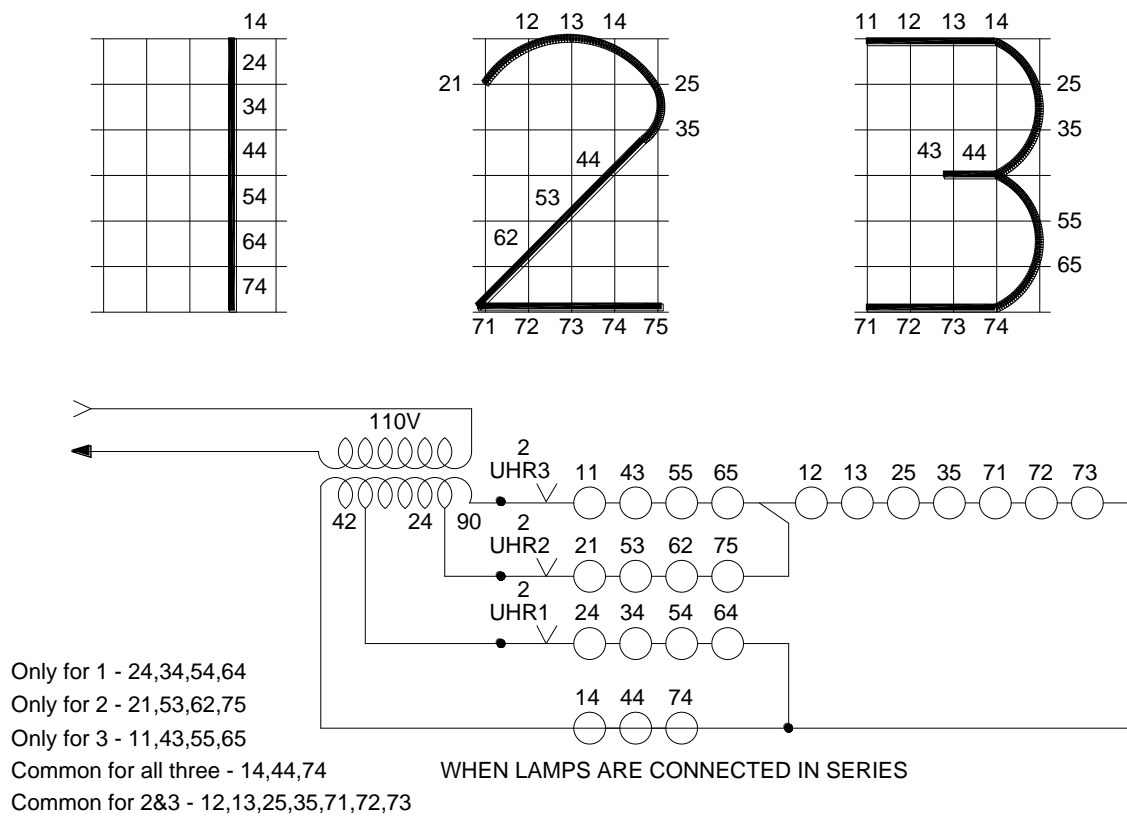 14
24
34
44
54
64
74
12 13 14
21
25
35
44
53
62
71 72 73 74 75
11 12 13 14
25
35
43 44
55
65
71 72 73 74
110V
42 24 90
2
UHR3
11 43 55 65
12 13 25 35 71 72 73
2
UHR2
21 53 62 75
2
UHR1
24 34 54 64
14 44 74
Only for 1 - 24,34,54,64
Only for 2 - 21,53,62,75
Only for 3 - 11,43,55,65
Common for all three - 14,44,74
WHEN LAMPS ARE CONNECTED IN SERIES
Common for 2&3 - 12,13,25,35,71,72,73